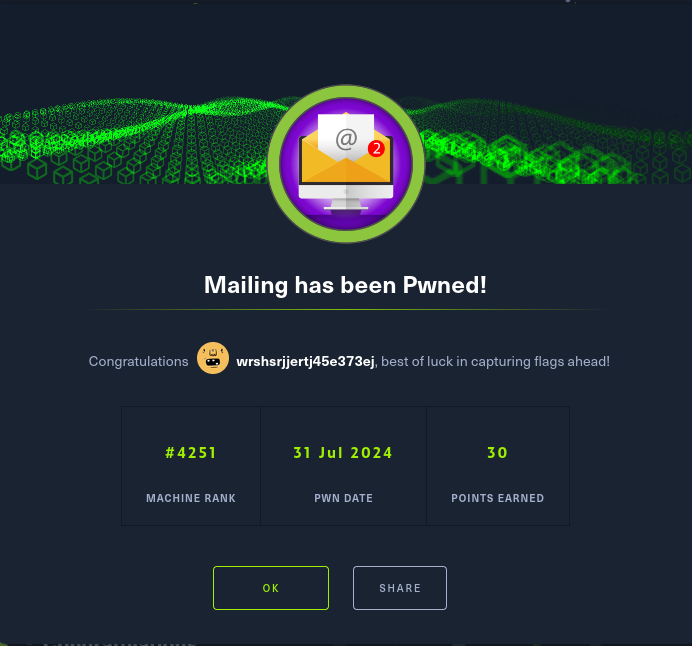 @
2
Mailing has been Pwned!
Congratulations wrshsrjjertj45e373ej, best of luck in capturing flags ahead!
#4251 31 Jul 2024 30
MACHINE RANK PWN DATE POINTS EARNED
OK SHARE